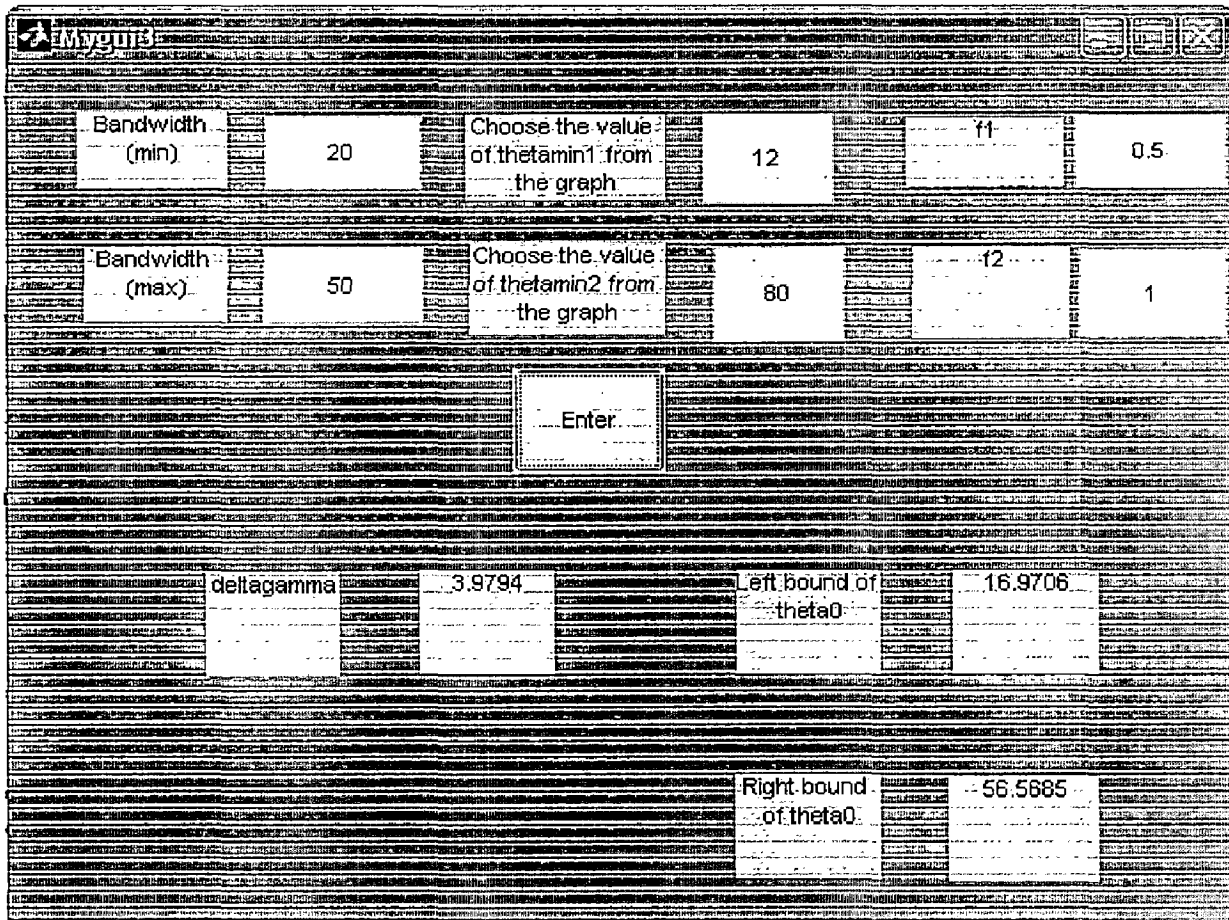 Mygui3
Bandwidth
(min)
20
Choose the value
of thetamin1 from
the graph
12
f1
0.5
Bandwidth
(max)
50
Choose the value
of thetamin2 from
the graph
80
f2
1
Enter
deltagamma
3.9794
Left bound of
theta0
16.9706
Right bound
of theta0
56.5685